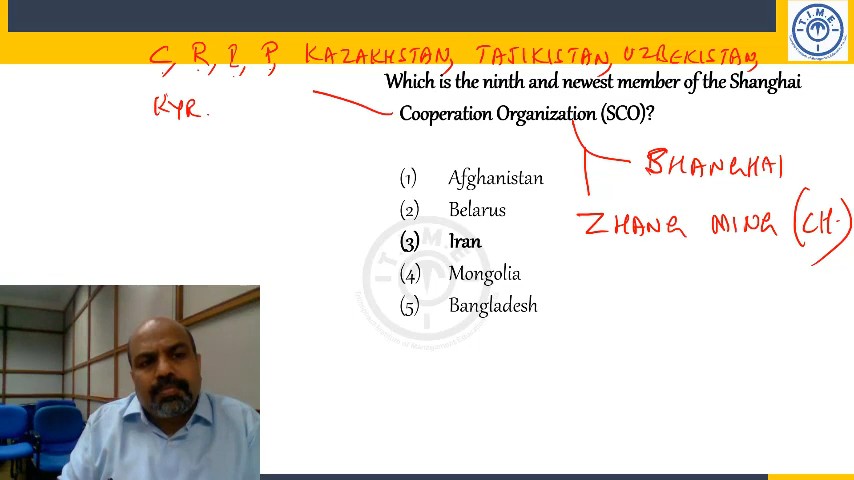 T.I.M.E.
C, R, I, P, KAZAKHSTAN, TAJIKISTAN, UZBEKISTAN,
KYR.
Which is the ninth and newest member of the Shanghai
Cooperation Organization (SCO)?
SHANGHAI
ZHANG MING (CH.)
(1) Afghanistan
(2) Belarus
(3) Iran
(4) Mongolia
(5) Bangladesh
T.I.M.E.